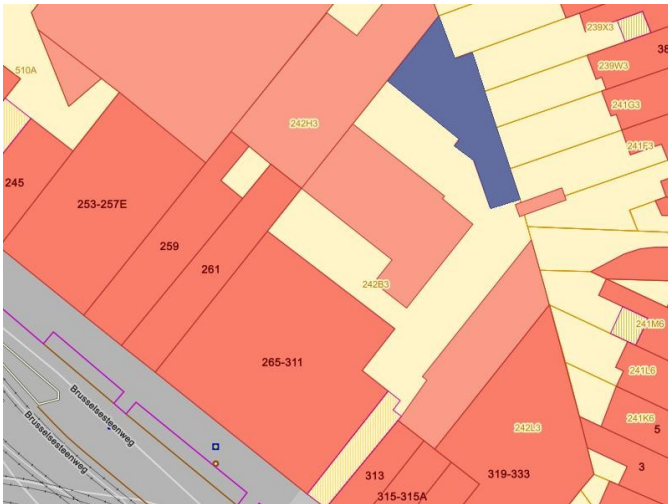 239X3
38
510A
239W3
241G3
242H3
241F3
245
253-257E
259
261
242B3
241M6
265-311
241L6
Brusselsesteenweg
Brusselsesteenweg
241K6
242L3
5
3
313
319-333
315-315A